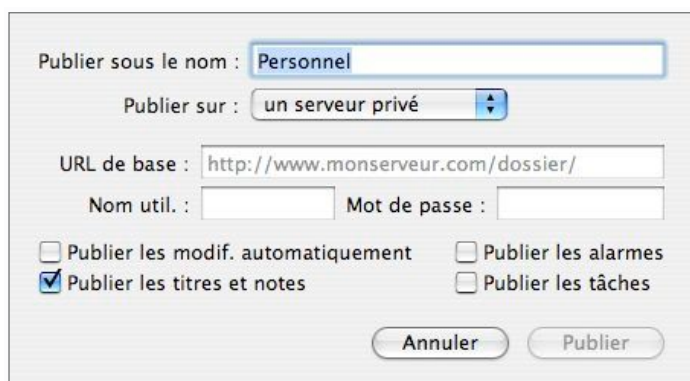 Publier sous le nom : Personnel
Publier sur : un serveur privé
URL de base : http://www.monserveur.com/dossier/
Nom util. : Mot de passe :
Publier les modif. automatiquement Publier les alarmes
Publier les titres et notes Publier les tâches
Annuler Publier